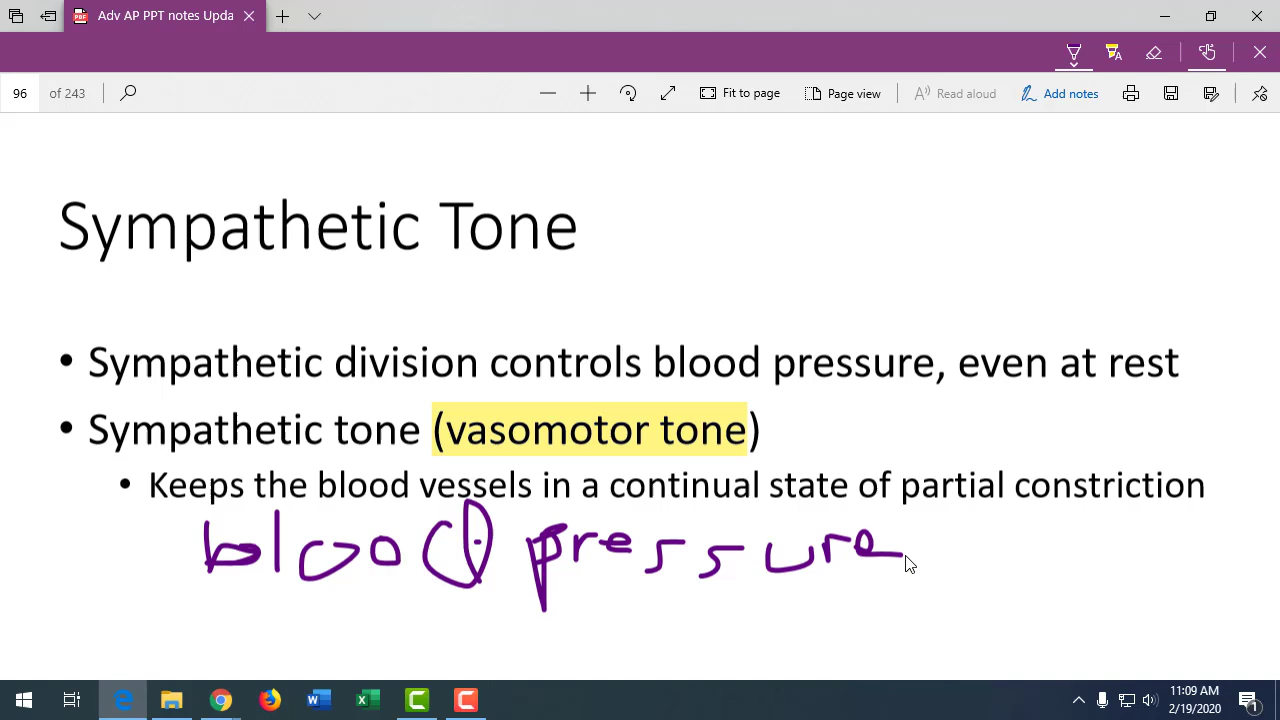 Adv AP PPT notes Upda
96 of 243 Fit to page Page view Read aloud Add notes
Sympathetic Tone
• Sympathetic division controls blood pressure, even at rest
• Sympathetic tone (vasomotor tone)
• Keeps the blood vessels in a continual state of partial constriction
blood pressure
11:09 AM
2/19/2020